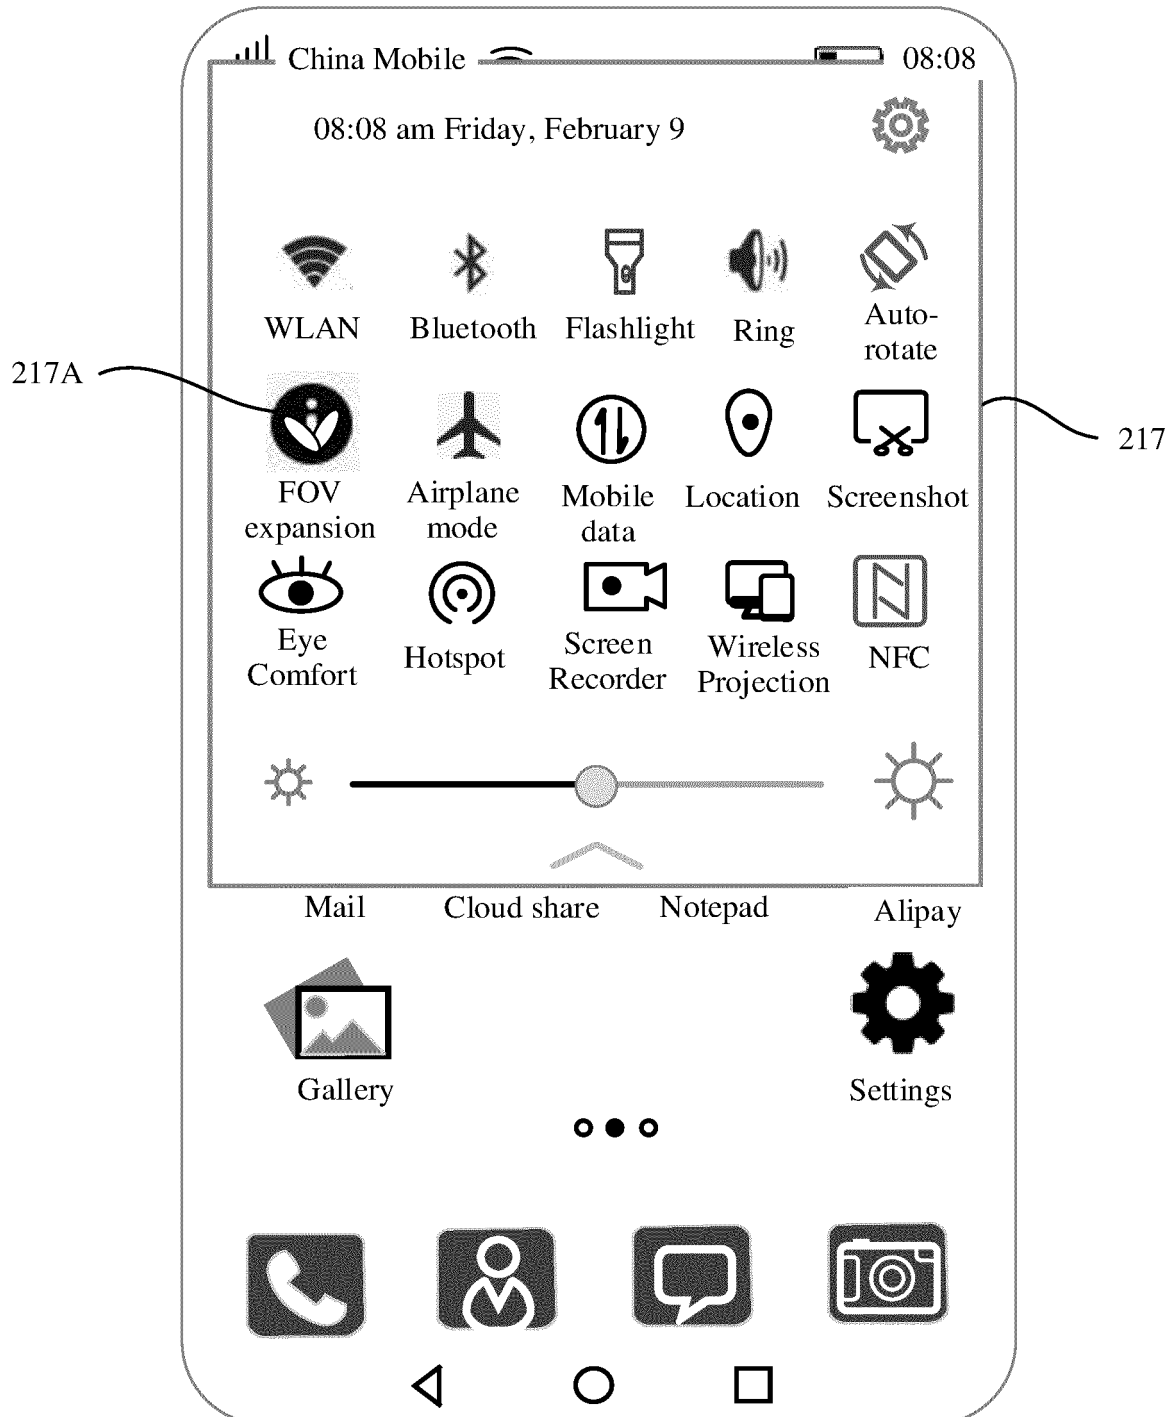 China Mobile 08:08
08:08 am Friday, February 9
WLAN Bluetooth Flashlight Ring Auto-
rotate
217A
217
FOV
expansion
Airplane
mode
Mobile
data
Location
Screenshot
Eye
Comfort
Hotspot
Screen
Recorder
Wireless
Projection
NFC
Mail Cloud share Notepad Alipay
Gallery Settings